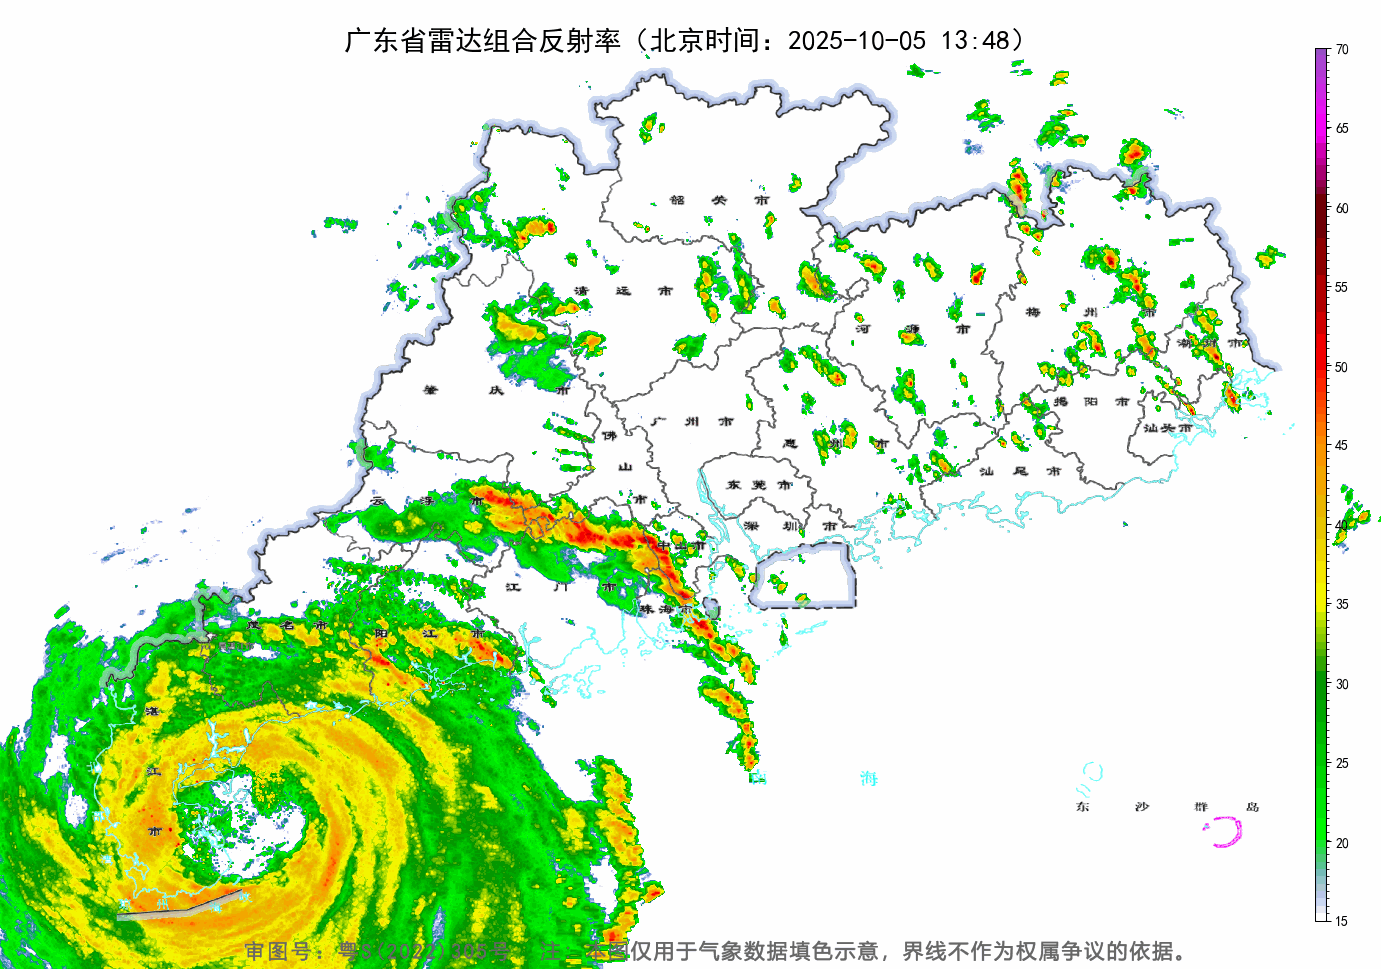 广东省雷达组合反射率（北京时间：2025-10-05 13:48）
70
65
60
55
50
45
40
35
30
25
20
15
韶关市
清远市
河源市
梅州市
潮州市
肇庆市
广州市
揭阳市
佛山市
惠州市
汕头市
汕尾市
东莞市
云浮市
深圳市
中山市
江门市
珠海市
茂名市
阳江市
湛江市
南海
东沙群岛
审图号：粤S(2022)395号 注：本图仅用于气象数据填色示意，界线不作为权属争议的依据。